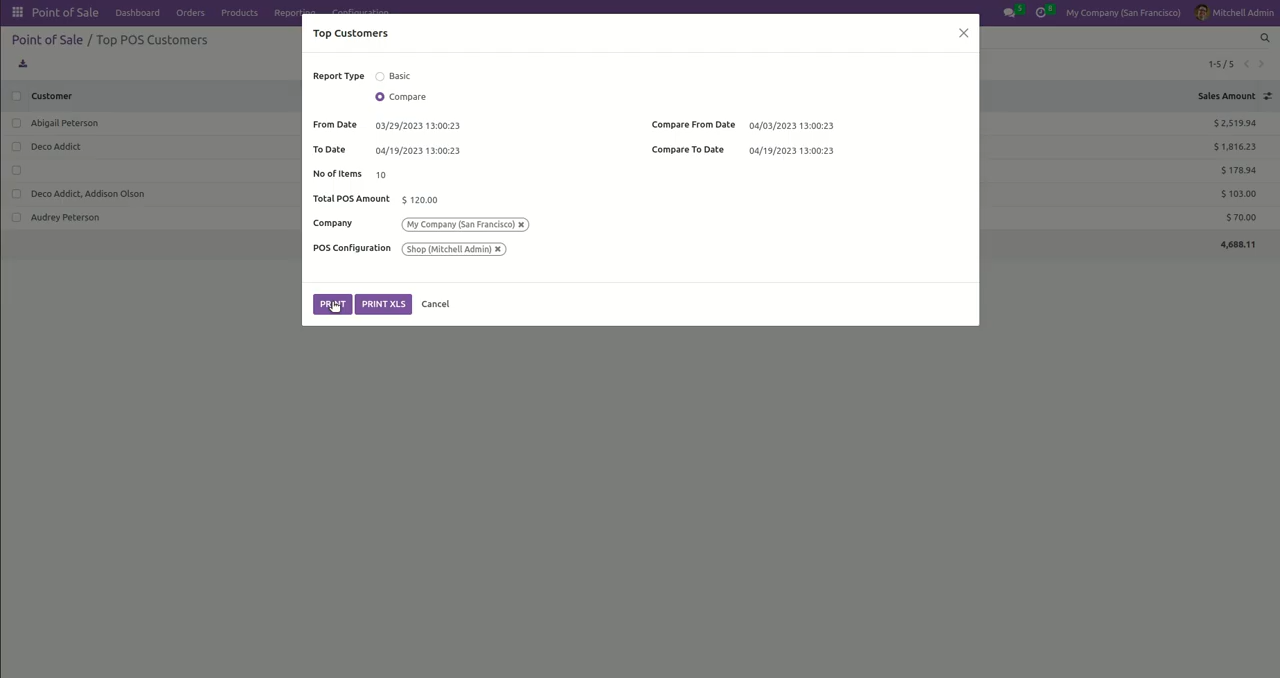 Point of Sale Dashboard Orders Products Reporting Configuration 5 8 My Company (San Francisco) Mitchell Admin
Point of Sale / Top POS Customers
1-5 / 5
Customer Sales Amount
Abigail Peterson $ 2,519.94
Deco Addict $ 1,816.23
$ 178.94
Deco Addict, Addison Olson $ 103.00
Audrey Peterson $ 70.00
4,688.11
Top Customers
Report Type Basic
Compare
From Date 03/29/2023 13:00:23 Compare From Date 04/03/2023 13:00:23
To Date 04/19/2023 13:00:23 Compare To Date 04/19/2023 13:00:23
No of Items 10
Total POS Amount $ 120.00
Company My Company (San Francisco)
POS Configuration Shop (Mitchell Admin)
PRINT PRINT XLS Cancel